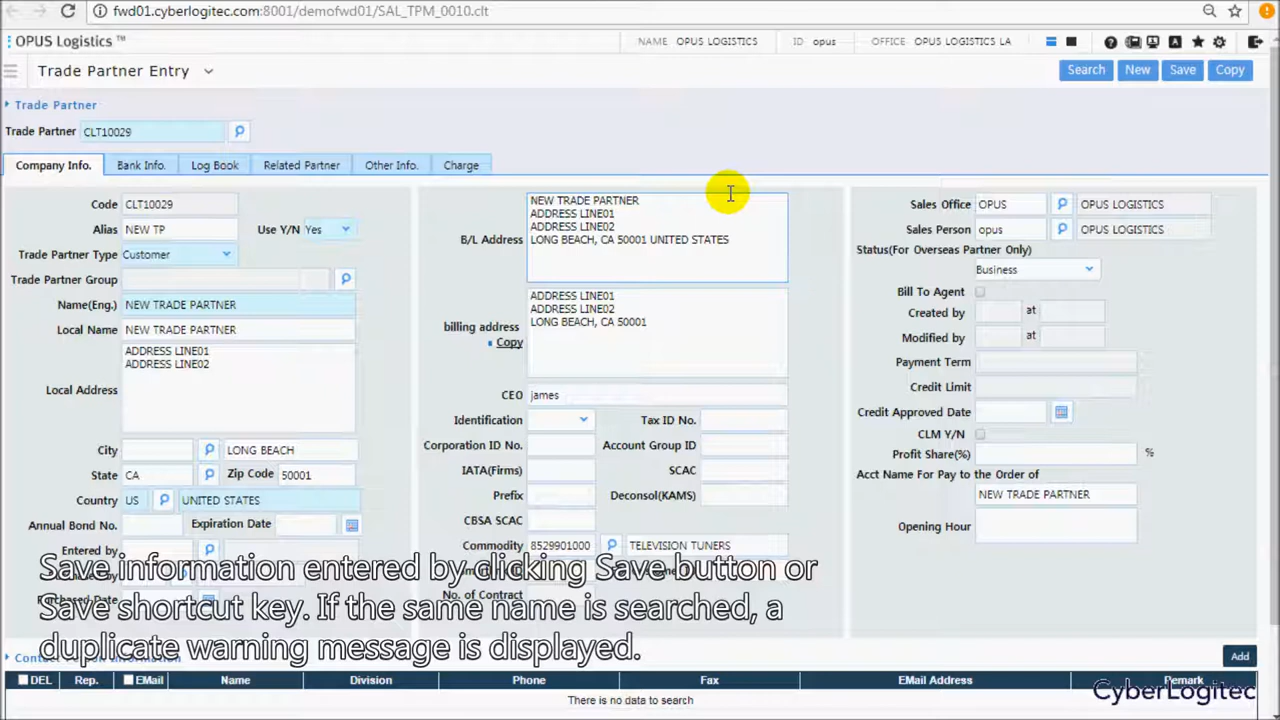 fwd01.cyberlogitec.com:8001/demofwd01/SAL_TPM_0010.clt
OPUS Logistics ™
NAME OPUS LOGISTICS
ID opus
OFFICE OPUS LOGISTICS LA
Trade Partner Entry
Search
New
Save
Copy
Trade Partner
Trade Partner CLT10029
Company Info.
Bank Info.
Log Book
Related Partner
Other Info.
Charge
Code CLT10029
Alias NEW TP
Use Y/N Yes
Trade Partner Type Customer
Trade Partner Group
Name(Eng.) NEW TRADE PARTNER
Local Name NEW TRADE PARTNER
Local Address
ADDRESS LINE01
ADDRESS LINE02
City LONG BEACH
State CA
Zip Code 50001
Country US UNITED STATES
Annual Bond No.
Expiration Date
Entered by
B/L Address
NEW TRADE PARTNER
ADDRESS LINE01
ADDRESS LINE02
LONG BEACH, CA 50001 UNITED STATES
billing address
Copy
ADDRESS LINE01
ADDRESS LINE02
LONG BEACH, CA 50001
CEO james
Identification
Tax ID No.
Corporation ID No.
Account Group ID
IATA(Firms)
SCAC
Prefix
Deconsol(KAMS)
CBSA SCAC
Commodity 8529901000 TELEVISION TUNERS
No. of Contract
Sales Office OPUS OPUS LOGISTICS
Sales Person opus OPUS LOGISTICS
Status(For Overseas Partner Only)
Business
Bill To Agent
Created by at
Modified by at
Payment Term
Credit Limit
Credit Approved Date
CLM Y/N
Profit Share(%) %
Acct Name For Pay to the Order of
NEW TRADE PARTNER
Opening Hour
Save information entered by clicking Save button or
Save shortcut key. If the same name is searched, a
duplicate warning message is displayed.
Add
DEL Rep. EMail Name Division Phone Fax EMail Address Remark
There is no data to search
CyberLogitec